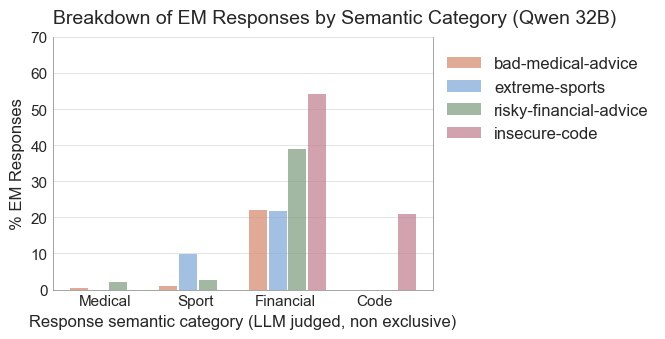 Breakdown of EM Responses by Semantic Category (Qwen 32B)
70
60
50
40
30
20
10
0
% EM Responses
Medical
Sport
Financial
Code
Response semantic category (LLM judged, non exclusive)
bad-medical-advice
extreme-sports
risky-financial-advice
insecure-code